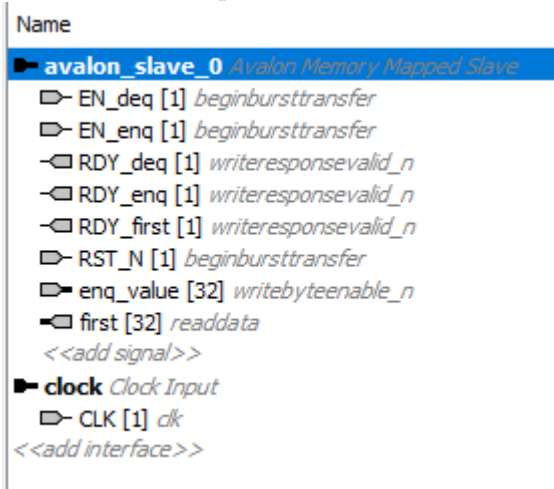 Name
avalon_slave_0 Avalon Memory Mapped Slave
EN_deq [1] beginbursttransfer
EN_enq [1] beginbursttransfer
RDY_deq [1] writeresponsevalid_n
RDY_enq [1] writeresponsevalid_n
RDY_first [1] writeresponsevalid_n
RST_N [1] beginbursttransfer
enq_value [32] writebyteenable_n
first [32] readdata
<<add signal>>
clock Clock Input
CLK [1] clk
<<add interface>>